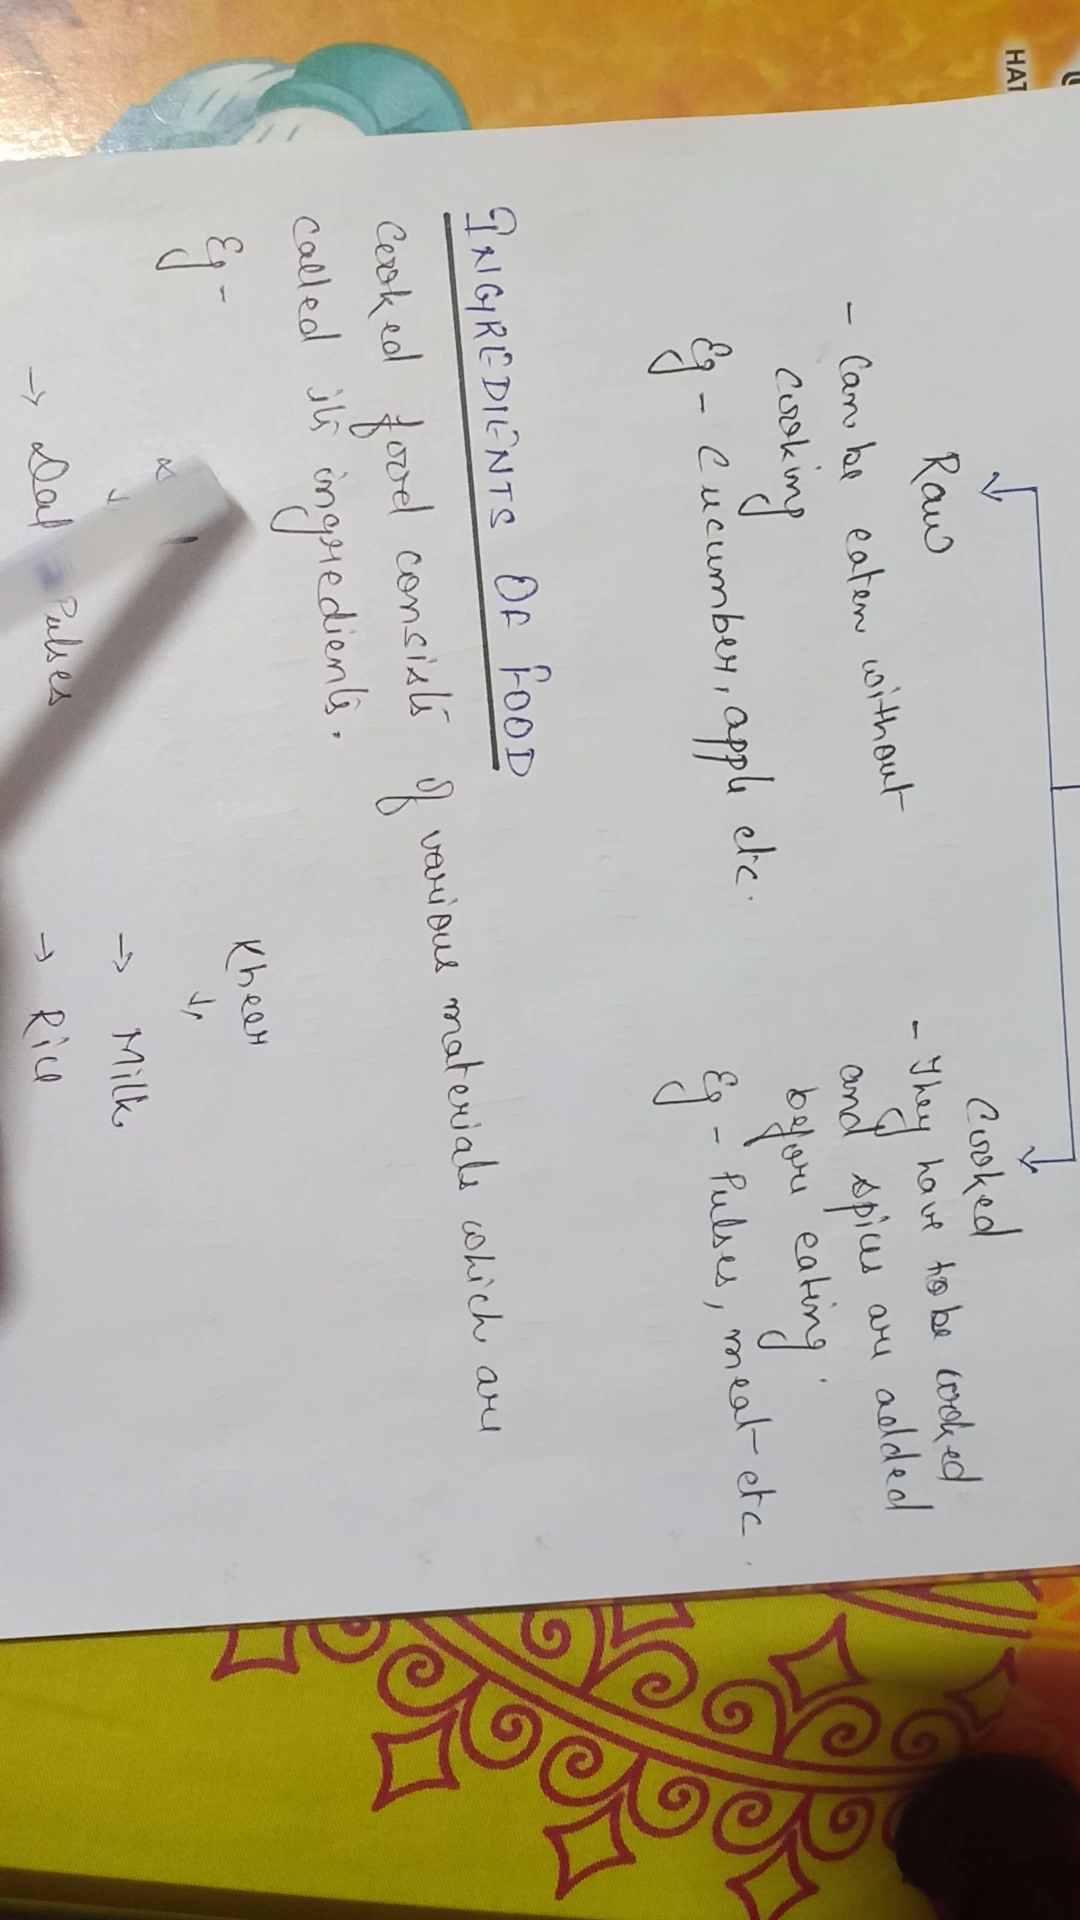 HAT
Raw
- Can be eaten without
cooking
Eg - Cucumber, apple etc.
Cooked
- They have to be cooked
and spices are added
before eating.
Eg - Pulses, meat etc.
INGREDIENTS OF FOOD
Cooked food consists of various materials which are
called its ingredients.
Eg -
Kheer
→ Milk
→ Dal Pulses
→ Rice